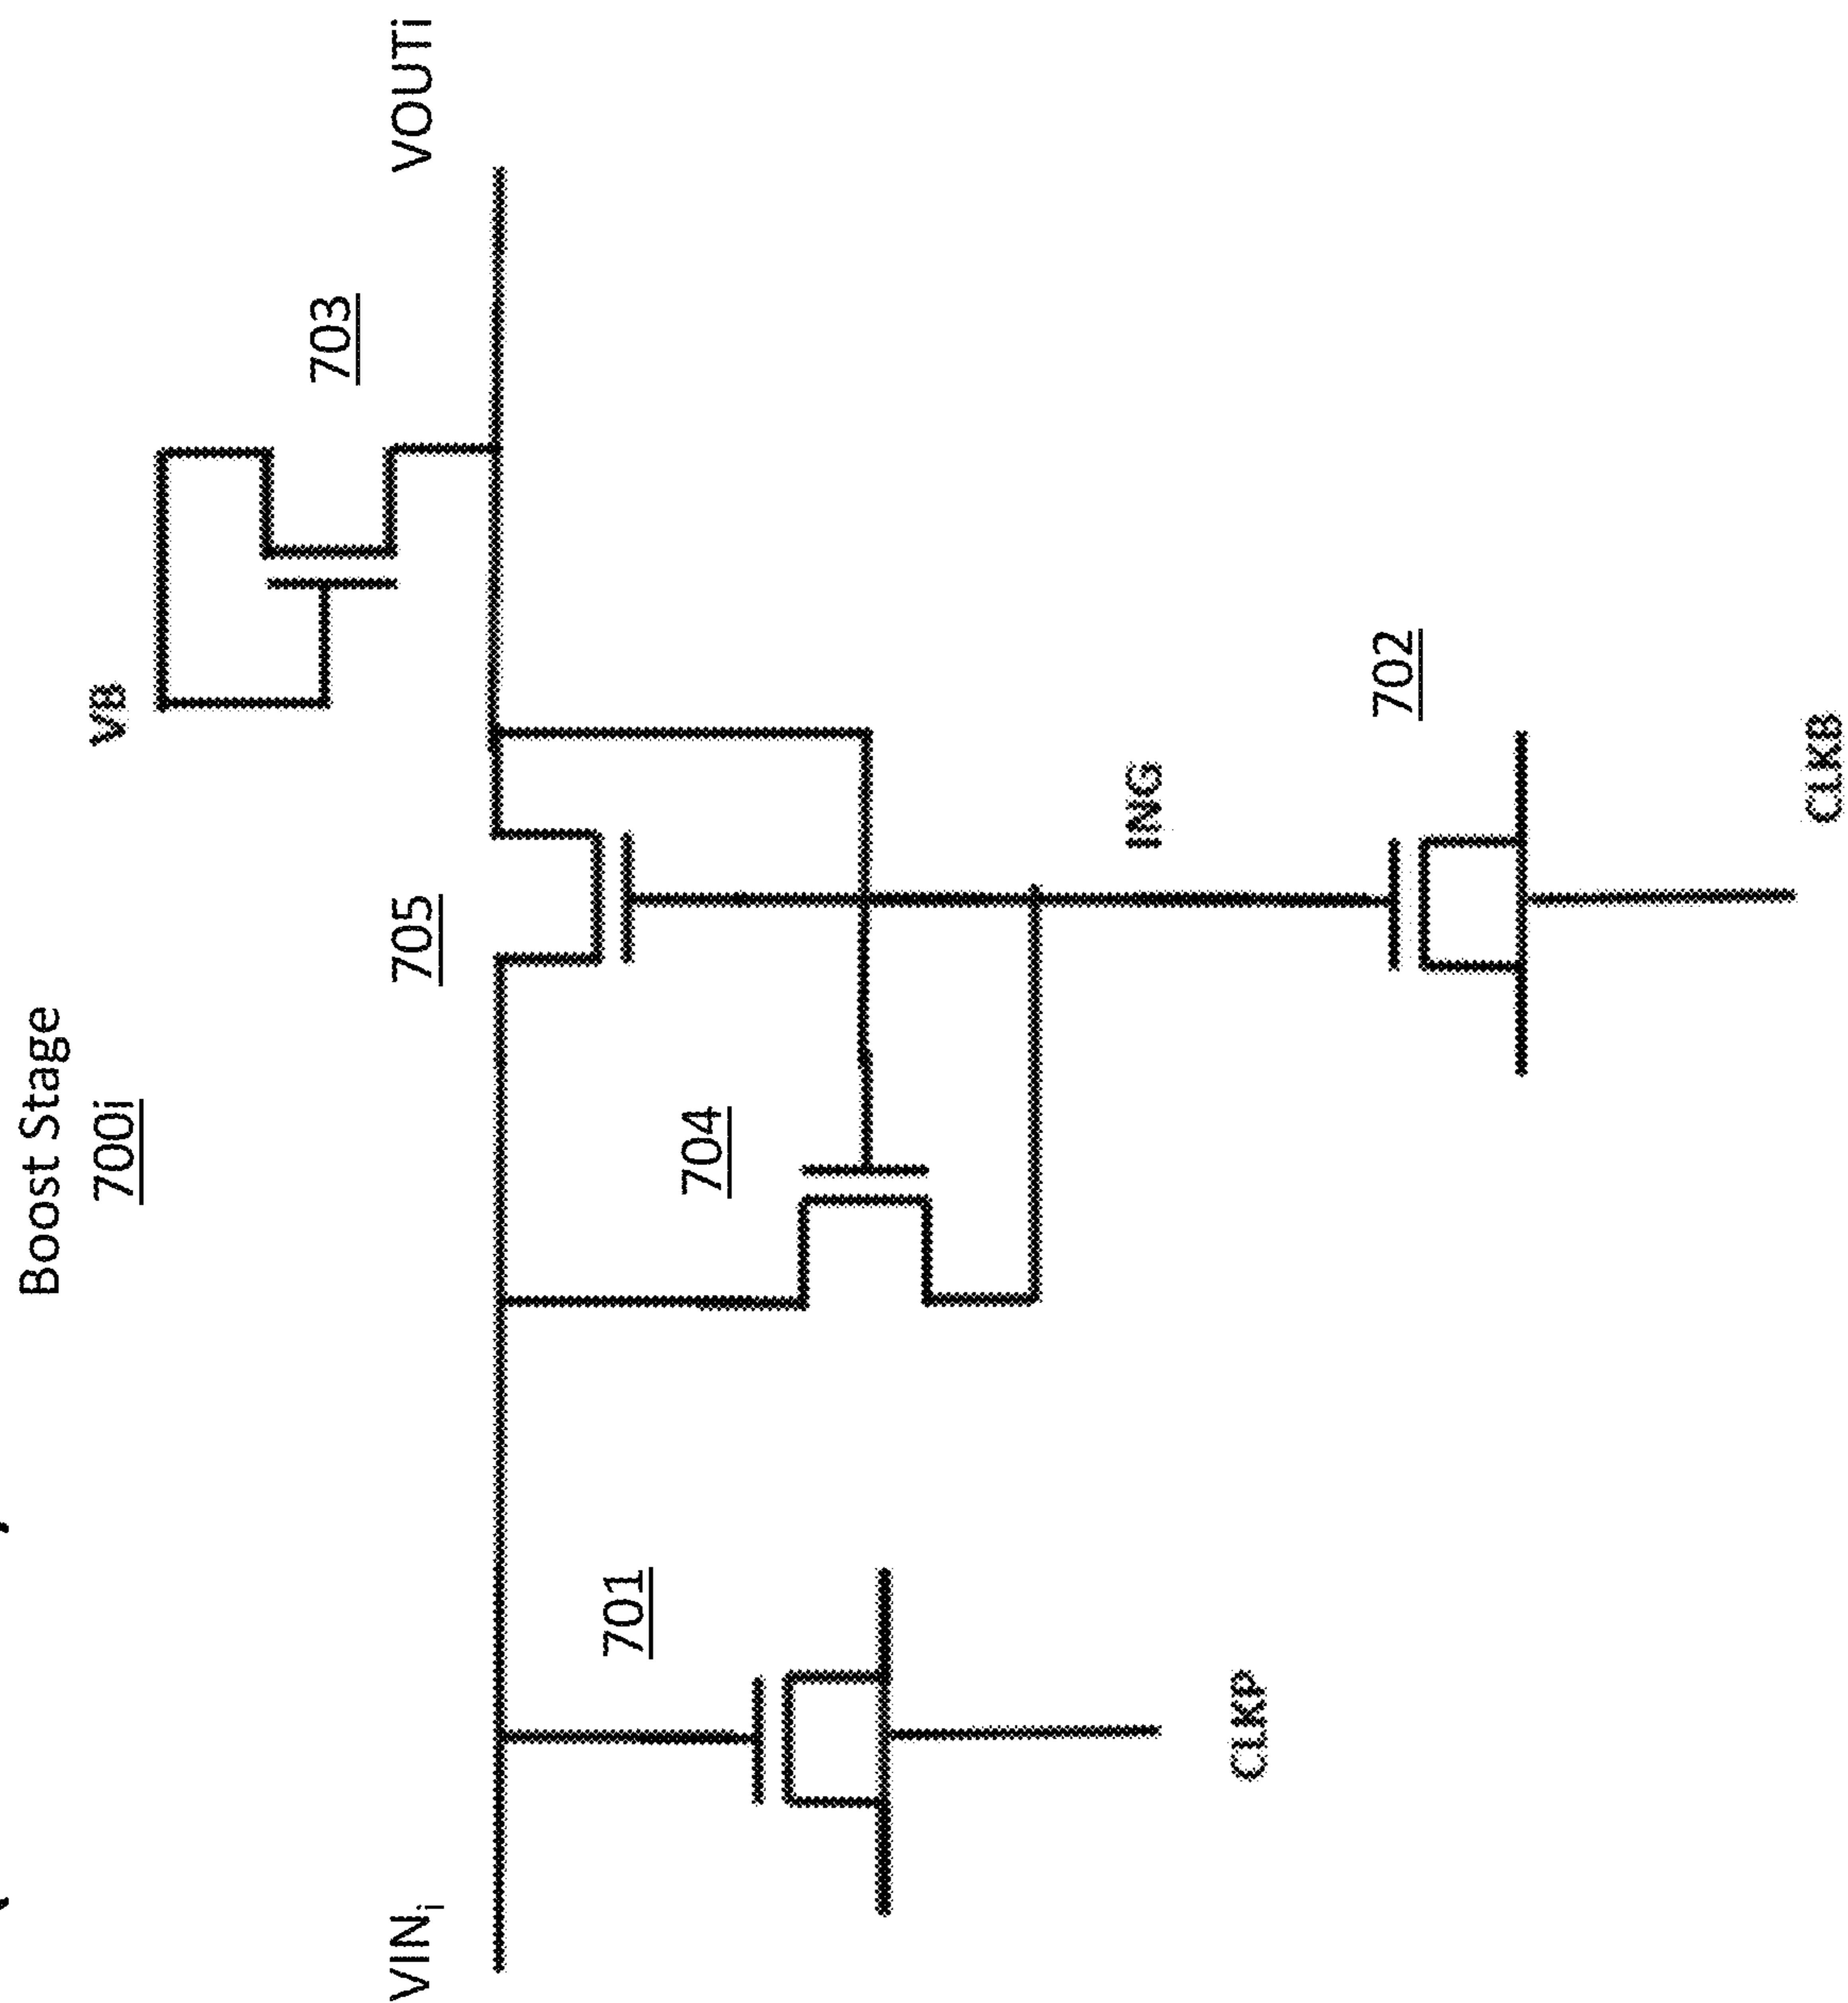 Boost Stage
700i
VB
703
VINi
705
VOUTi
701
704
ING
702
CLKP
CLKB